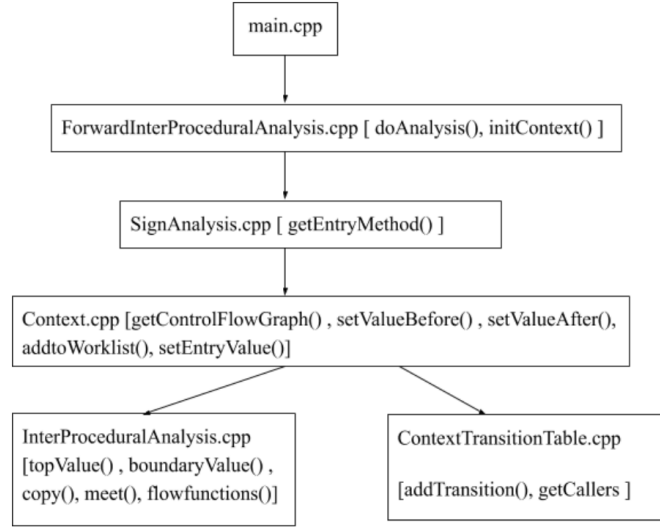 main.cpp
ForwardInterProceduralAnalysis.cpp [ doAnalysis(), initContext() ]
SignAnalysis.cpp [ getEntryMethod() ]
Context.cpp [getControlFlowGraph() , setValueBefore() , setValueAfter(),
addtoWorklist(), setEntryValue()]
InterProceduralAnalysis.cpp
[topValue() , boundaryValue() ,
copy(), meet(), flowfunctions()]
ContextTransitionTable.cpp
[addTransition(), getCallers ]